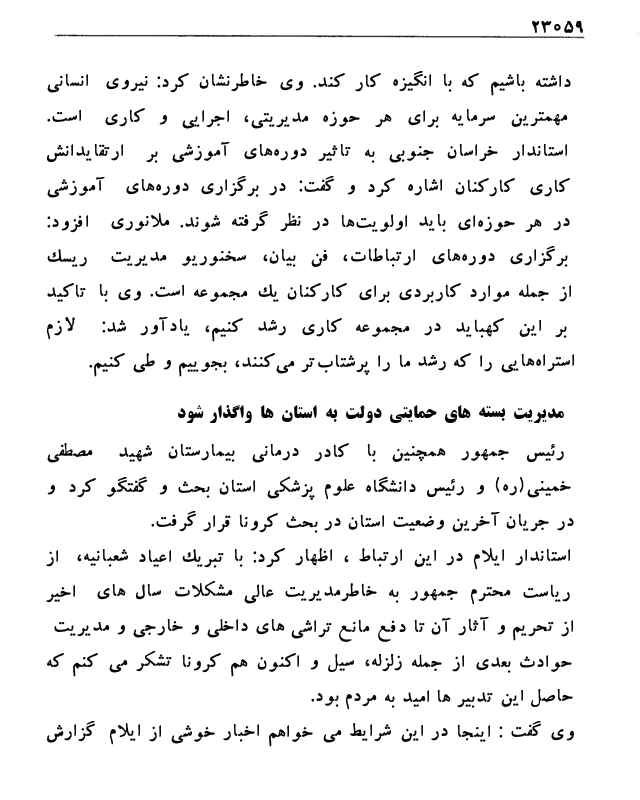 ۲۳۰۵۹
داشته باشیم که با انگیزه کار کند. وی خاطرنشان کرد: نیروی انسانی
مهمترین سرمایه برای هر حوزه مدیریتی، اجرایی و کاری است.
استاندار خراسان جنوبی به تاثیر دوره‌های آموزشی بر ارتقایدانش
کاری کارکنان اشاره کرد و گفت: در برگزاری دوره‌های آموزشی
در هر حوزه‌ای باید اولویت‌ها در نظر گرفته شوند. ملانوری افزود:
برگزاری دوره‌های ارتباطات، فن بیان، سخنوریو مدیریت ریسك
از جمله موارد کاربردی برای کارکنان یك مجموعه است. وی با تاکید
بر این کهباید در مجموعه کاری رشد کنیم، یادآور شد: لازم
استراه‌هایی را که رشد ما را پرشتاب‌تر می‌کنند، بجوییم و طی کنیم.
مدیریت بسته های حمایتی دولت به استان ها واگذار شود
رئیس جمهور همچنین با کادر درمانی بیمارستان شهید مصطفی
خمینی(ره) و رئیس دانشگاه علوم پزشکی استان بحث و گفتگو کرد و
در جریان آخرین وضعیت استان در بحث کرونا قرار گرفت.
استاندار ایلام در این ارتباط ، اظهار کرد: با تبریك اعیاد شعبانیه، از
ریاست محترم جمهور به خاطرمدیریت عالی مشکلات سال های اخیر
از تحریم و آثار آن تا دفع مانع تراشی های داخلی و خارجی و مدیریت
حوادث بعدی از جمله زلزله، سیل و اکنون هم کرونا تشکر می کنم که
حاصل این تدبیر ها امید به مردم بود.
وی گفت : اینجا در این شرایط می خواهم اخبار خوشی از ایلام گزارش